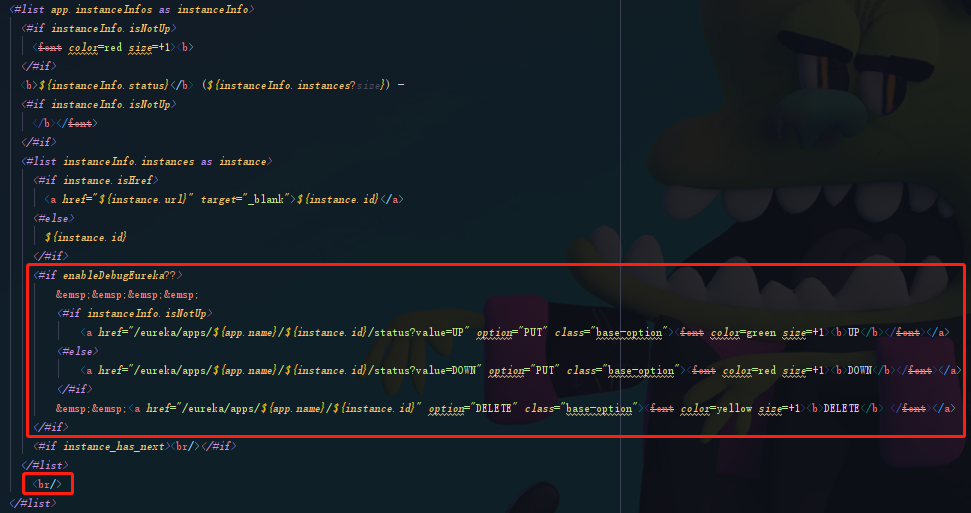 <#list app.instanceInfos as instanceInfo>
<#if instanceInfo.isNotUp>
<font color=red size=+1><b>
</#if>
<b>${instanceInfo.status}</b> (${instanceInfo.instances?size}) -
<#if instanceInfo.isNotUp>
</b></font>
</#if>
<#list instanceInfo.instances as instance>
<#if instance.isHref>
<a href="${instance.url}" target="_blank">${instance.id}</a>
<#else>
${instance.id}
</#if>
<#if enableDebugEureka??>
&emsp;&emsp;&emsp;&emsp;
<#if instanceInfo.isNotUp>
<a href="/eureka/apps/${app.name}/${instance.id}/status?value=UP" option="PUT" class="base-option"><font color=green size=+1><b>UP</b></font></a>
<#else>
<a href="/eureka/apps/${app.name}/${instance.id}/status?value=DOWN" option="PUT" class="base-option"><font color=red size=+1><b>DOWN</b></font></a>
</#if>
&emsp;&emsp;<a href="/eureka/apps/${app.name}/${instance.id}" option="DELETE" class="base-option"><font color=yellow size=+1><b>DELETE</b> </font></a>
</#if>
<#if instance_has_next><br/></#if>
</#list>
<br/>
</#list>